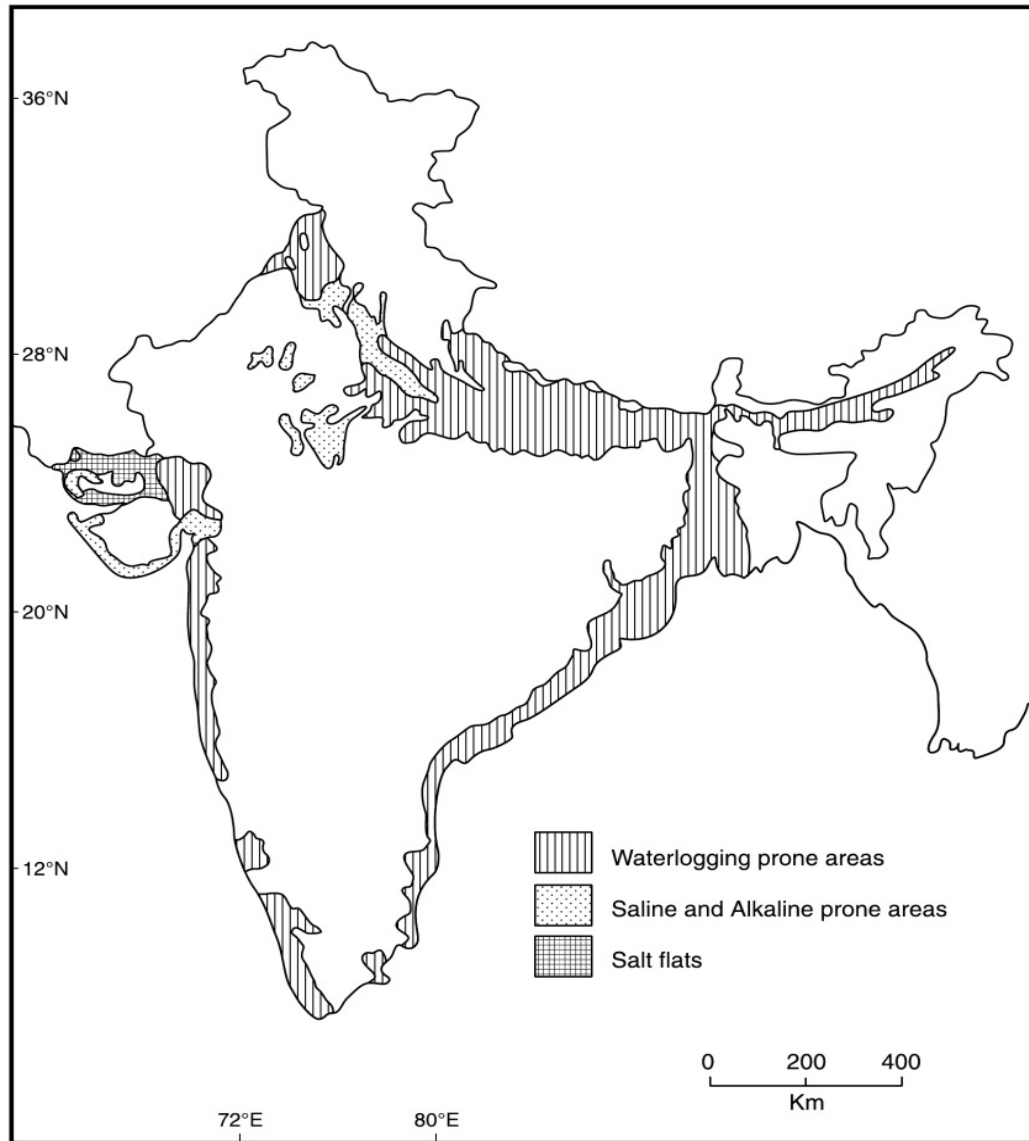 36°N
28°N
20°N
12°N
Waterlogging prone areas
Saline and Alkaline prone areas
Salt flats
0 200 400
Km
72°E 80°E